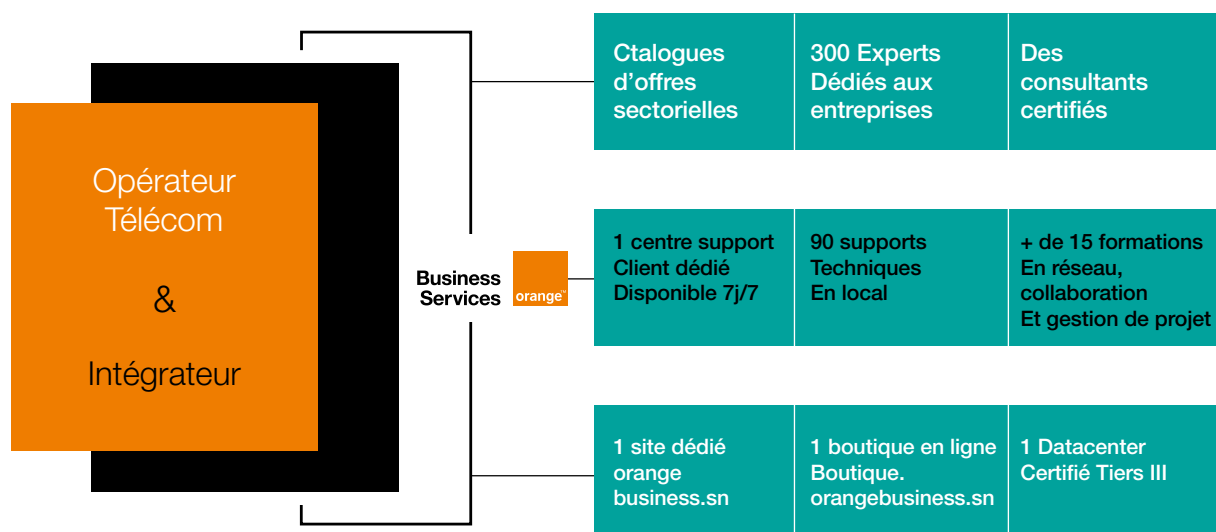 Opérateur
Télécom
&
Intégrateur
Business
Services
orange™
Ctalogues
d’offres
sectorielles
300 Experts
Dédiés aux
entreprises
Des
consultants
certifiés
1 centre support
Client dédié
Disponible 7j/7
90 supports
Techniques
En local
+ de 15 formations
En réseau,
collaboration
Et gestion de projet
1 site dédié
orange
business.sn
1 boutique en ligne
Boutique.
orangebusiness.sn
1 Datacenter
Certifié Tiers III